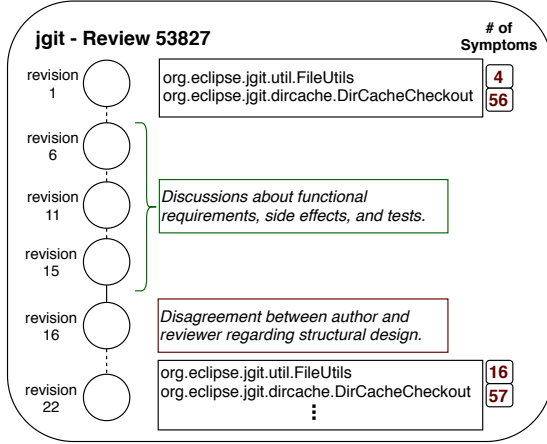 jgit - Review 53827
# of
Symptoms
revision
1
org.eclipse.jgit.util.FileUtils
4
org.eclipse.jgit.dircache.DirCacheCheckout
56
revision
6
revision
11
Discussions about functional
requirements, side effects, and tests.
revision
15
revision
16
Disagreement between author and
reviewer regarding structural design.
revision
22
org.eclipse.jgit.util.FileUtils
16
org.eclipse.jgit.dircache.DirCacheCheckout
57
⋮